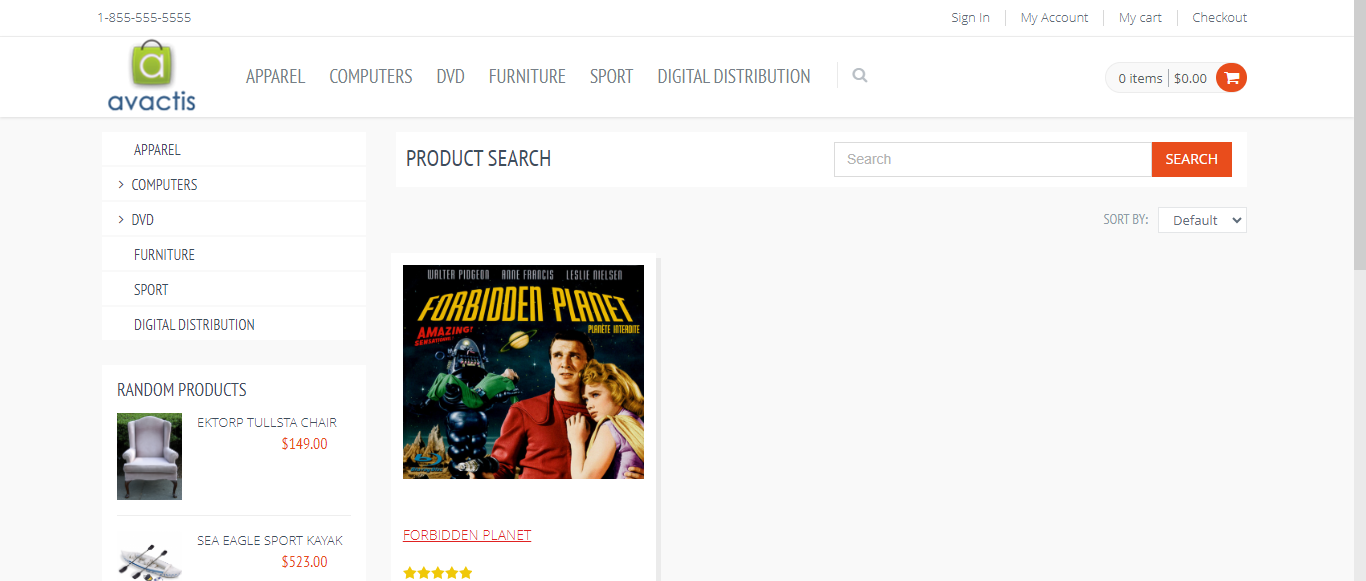 1-855-555-5555
Sign In
My Account
My cart
Checkout
avactis
APPAREL
COMPUTERS
DVD
FURNITURE
SPORT
DIGITAL DISTRIBUTION
0 items
$0.00
APPAREL
COMPUTERS
DVD
FURNITURE
SPORT
DIGITAL DISTRIBUTION
PRODUCT SEARCH
Search
SEARCH
SORT BY:
Default
WALTER PIDGEON ANNE FRANCIS LESLIE NIELSEN
FORBIDDEN PLANET
PLANÈTE INTERDITE
AMAZING!
FORBIDDEN PLANET
RANDOM PRODUCTS
EKTORP TULLSTA CHAIR
$149.00
SEA EAGLE SPORT KAYAK
$523.00